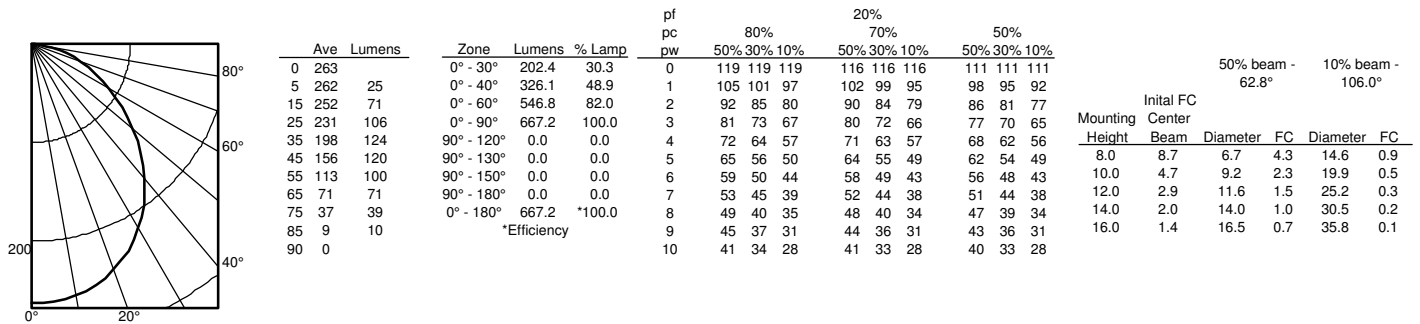 80°
60°
40°
200
0° 20°
Ave Lumens
0 263
5 262 25
15 252 71
25 231 106
35 198 124
45 156 120
55 113 100
65 71 71
75 37 39
85 9 10
90 0
Zone Lumens % Lamp
0° - 30° 202.4 30.3
0° - 40° 326.1 48.9
0° - 60° 546.8 82.0
0° - 90° 667.2 100.0
90° - 120° 0.0 0.0
90° - 130° 0.0 0.0
90° - 150° 0.0 0.0
90° - 180° 0.0 0.0
0° - 180° 667.2 *100.0
*Efficiency
pf 20%
pc 80% 70% 50%
pw 50% 30% 10% 50% 30% 10% 50% 30% 10%
0 119 119 119 116 116 116 111 111 111
1 105 101 97 102 99 95 98 95 92
2 92 85 80 90 84 79 86 81 77
3 81 73 67 80 72 66 77 70 65
4 72 64 57 71 63 57 68 62 56
5 65 56 50 64 55 49 62 54 49
6 59 50 44 58 49 43 56 48 43
7 53 45 39 52 44 38 51 44 38
8 49 40 35 48 40 34 47 39 34
9 45 37 31 44 36 31 43 36 31
10 41 34 28 41 33 28 40 33 28
50% beam - 10% beam -
62.8° 106.0°
Inital FC
Mounting Center
Height Beam Diameter FC Diameter FC
8.0 8.7 6.7 4.3 14.6 0.9
10.0 4.7 9.2 2.3 19.9 0.5
12.0 2.9 11.6 1.5 25.2 0.3
14.0 2.0 14.0 1.0 30.5 0.2
16.0 1.4 16.5 0.7 35.8 0.1